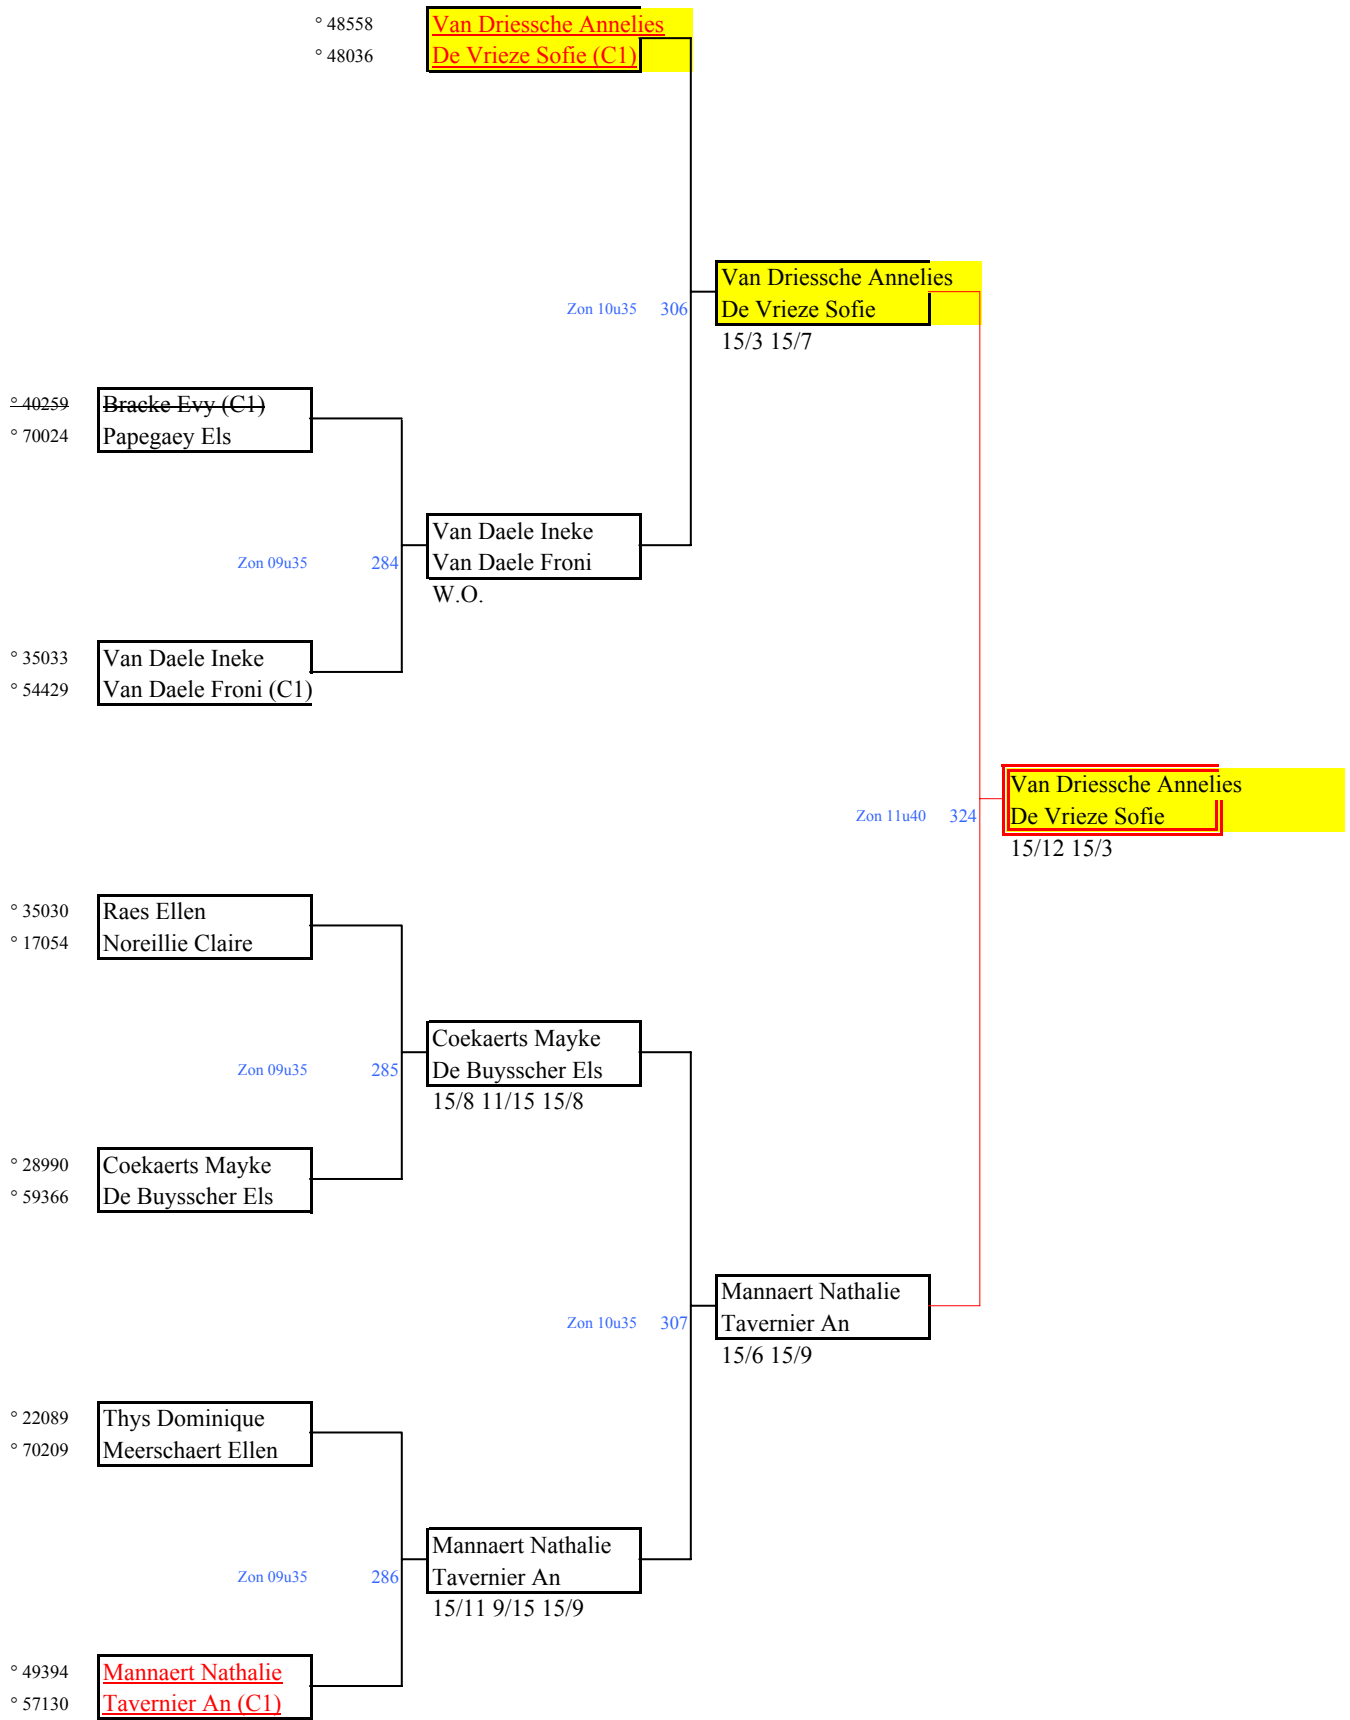 ° 48558 Van Driessche Annelies
° 48036 De Vrieze Sofie (C1)
Van Driessche Annelies
Zon 10u35 306 De Vrieze Sofie
15/3 15/7
° 40259 Bracke Evy (C1)
° 70024 Papegaey Els
Van Daele Ineke
Zon 09u35 284 Van Daele Froni
W.O.
° 35033 Van Daele Ineke
° 54429 Van Daele Froni (C1)
Van Driessche Annelies
Zon 11u40 324 De Vrieze Sofie
15/12 15/3
° 35030 Raes Ellen
° 17054 Noreillie Claire
Coekaerts Mayke
Zon 09u35 285 De Buysscher Els
15/8 11/15 15/8
° 28990 Coekaerts Mayke
° 59366 De Buysscher Els
Mannaert Nathalie
Zon 10u35 307 Tavernier An
15/6 15/9
° 22089 Thys Dominique
° 70209 Meerschaert Ellen
Mannaert Nathalie
Zon 09u35 286 Tavernier An
15/11 9/15 15/9
° 49394 Mannaert Nathalie
° 57130 Tavernier An (C1)